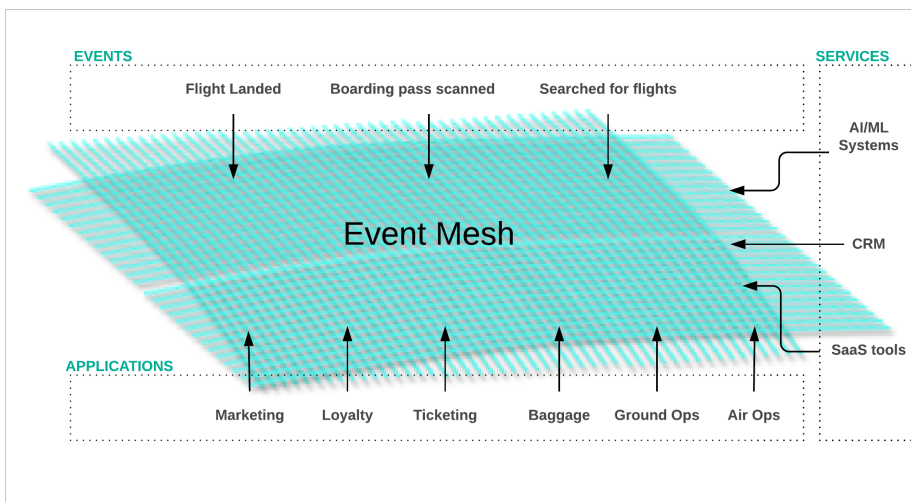 EVENTS
SERVICES
Flight Landed
Boarding pass scanned
Searched for flights
AI/ML
Systems
Event Mesh
CRM
SaaS tools
APPLICATIONS
Marketing
Loyalty
Ticketing
Baggage
Ground Ops
Air Ops